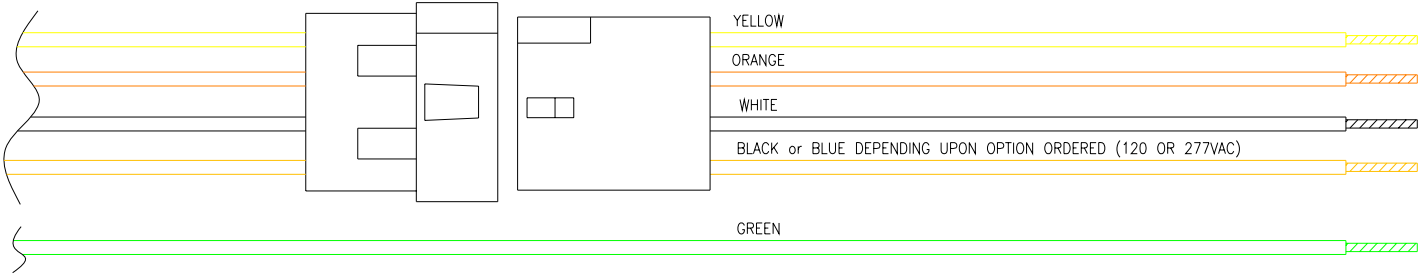 YELLOW
ORANGE
WHITE
BLACK or BLUE DEPENDING UPON OPTION ORDERED (120 OR 277VAC)
GREEN